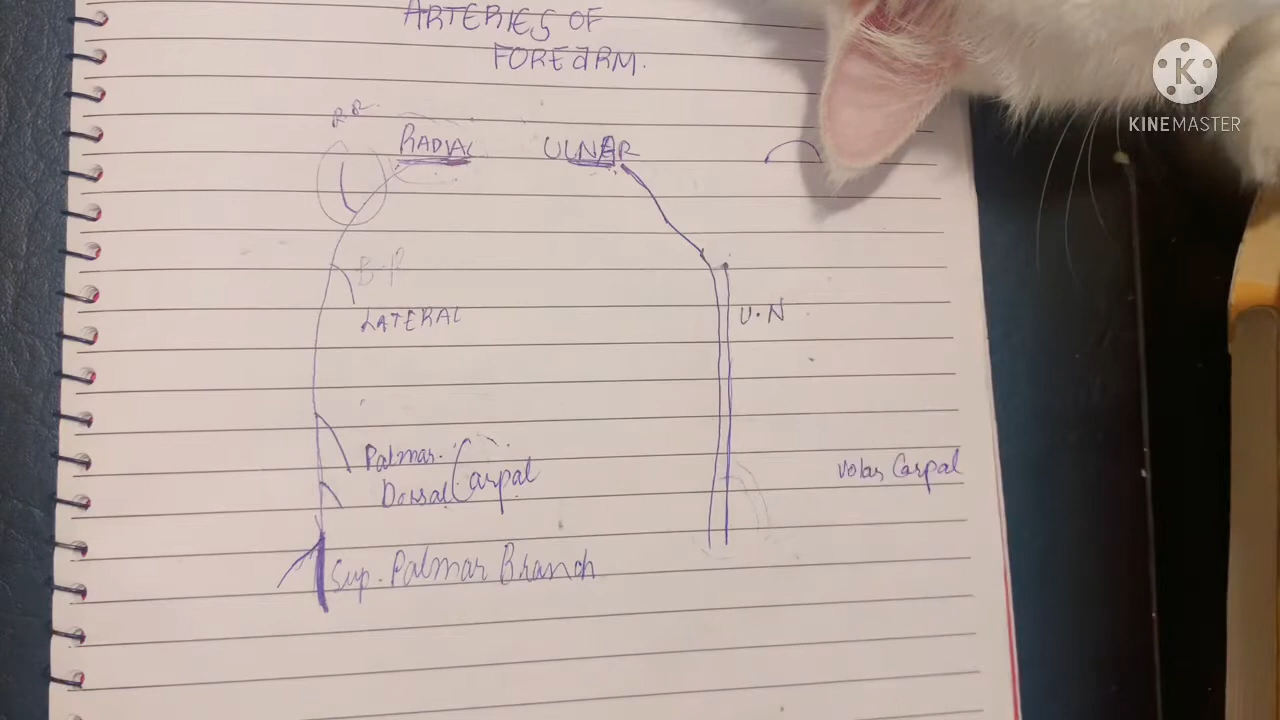 ARTERIES OF
FOREARM.
R.R.
RADIAL
ULNAR
B.R
LATERAL
U.N
Palmar.
Dorsal Carpal
Volar Carpal
Sup. Palmar Branch
KINEMASTER